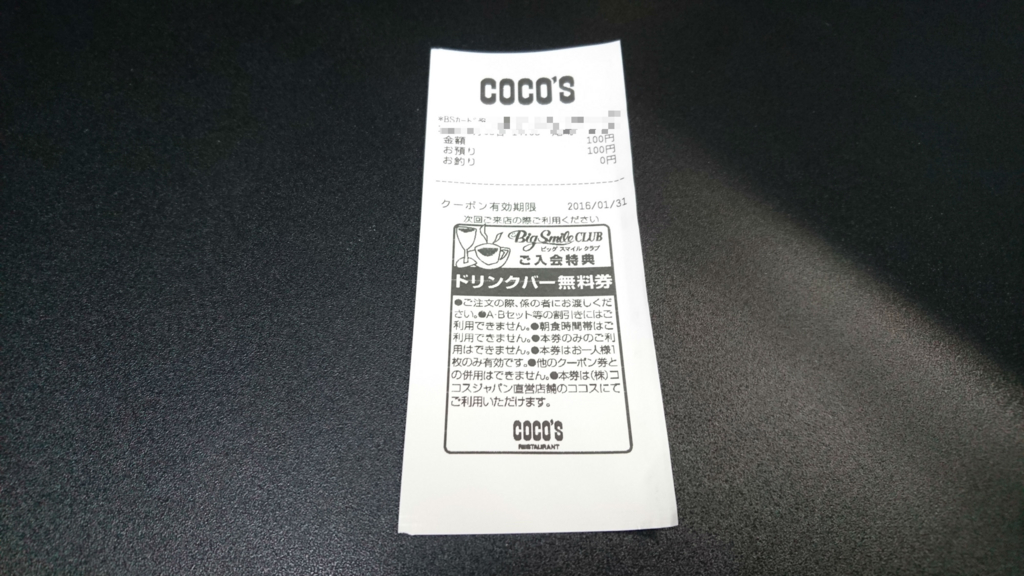 COCO'S
金額 100円
お預り 100円
お釣り 0円
クーポン有効期限 2016/01/31
次回ご来店の際ご利用ください
Big Smile CLUB
ビッグ スマイル クラブ
ご入会特典
ドリンクバー無料券
●ご注文の際、係の者にお渡しくだ
さい。●A・Bセット等の割引きにはご
利用できません。●朝食時間帯はご
利用できません。●本券のみのご利
用はできません。●本券はお一人様1
枚のみ有効です。●他のクーポン券と
の併用はできません。●本券は(株)コ
コスジャパン直営店舗のココスにて
ご利用いただけます。
COCO'S
RESTAURANT